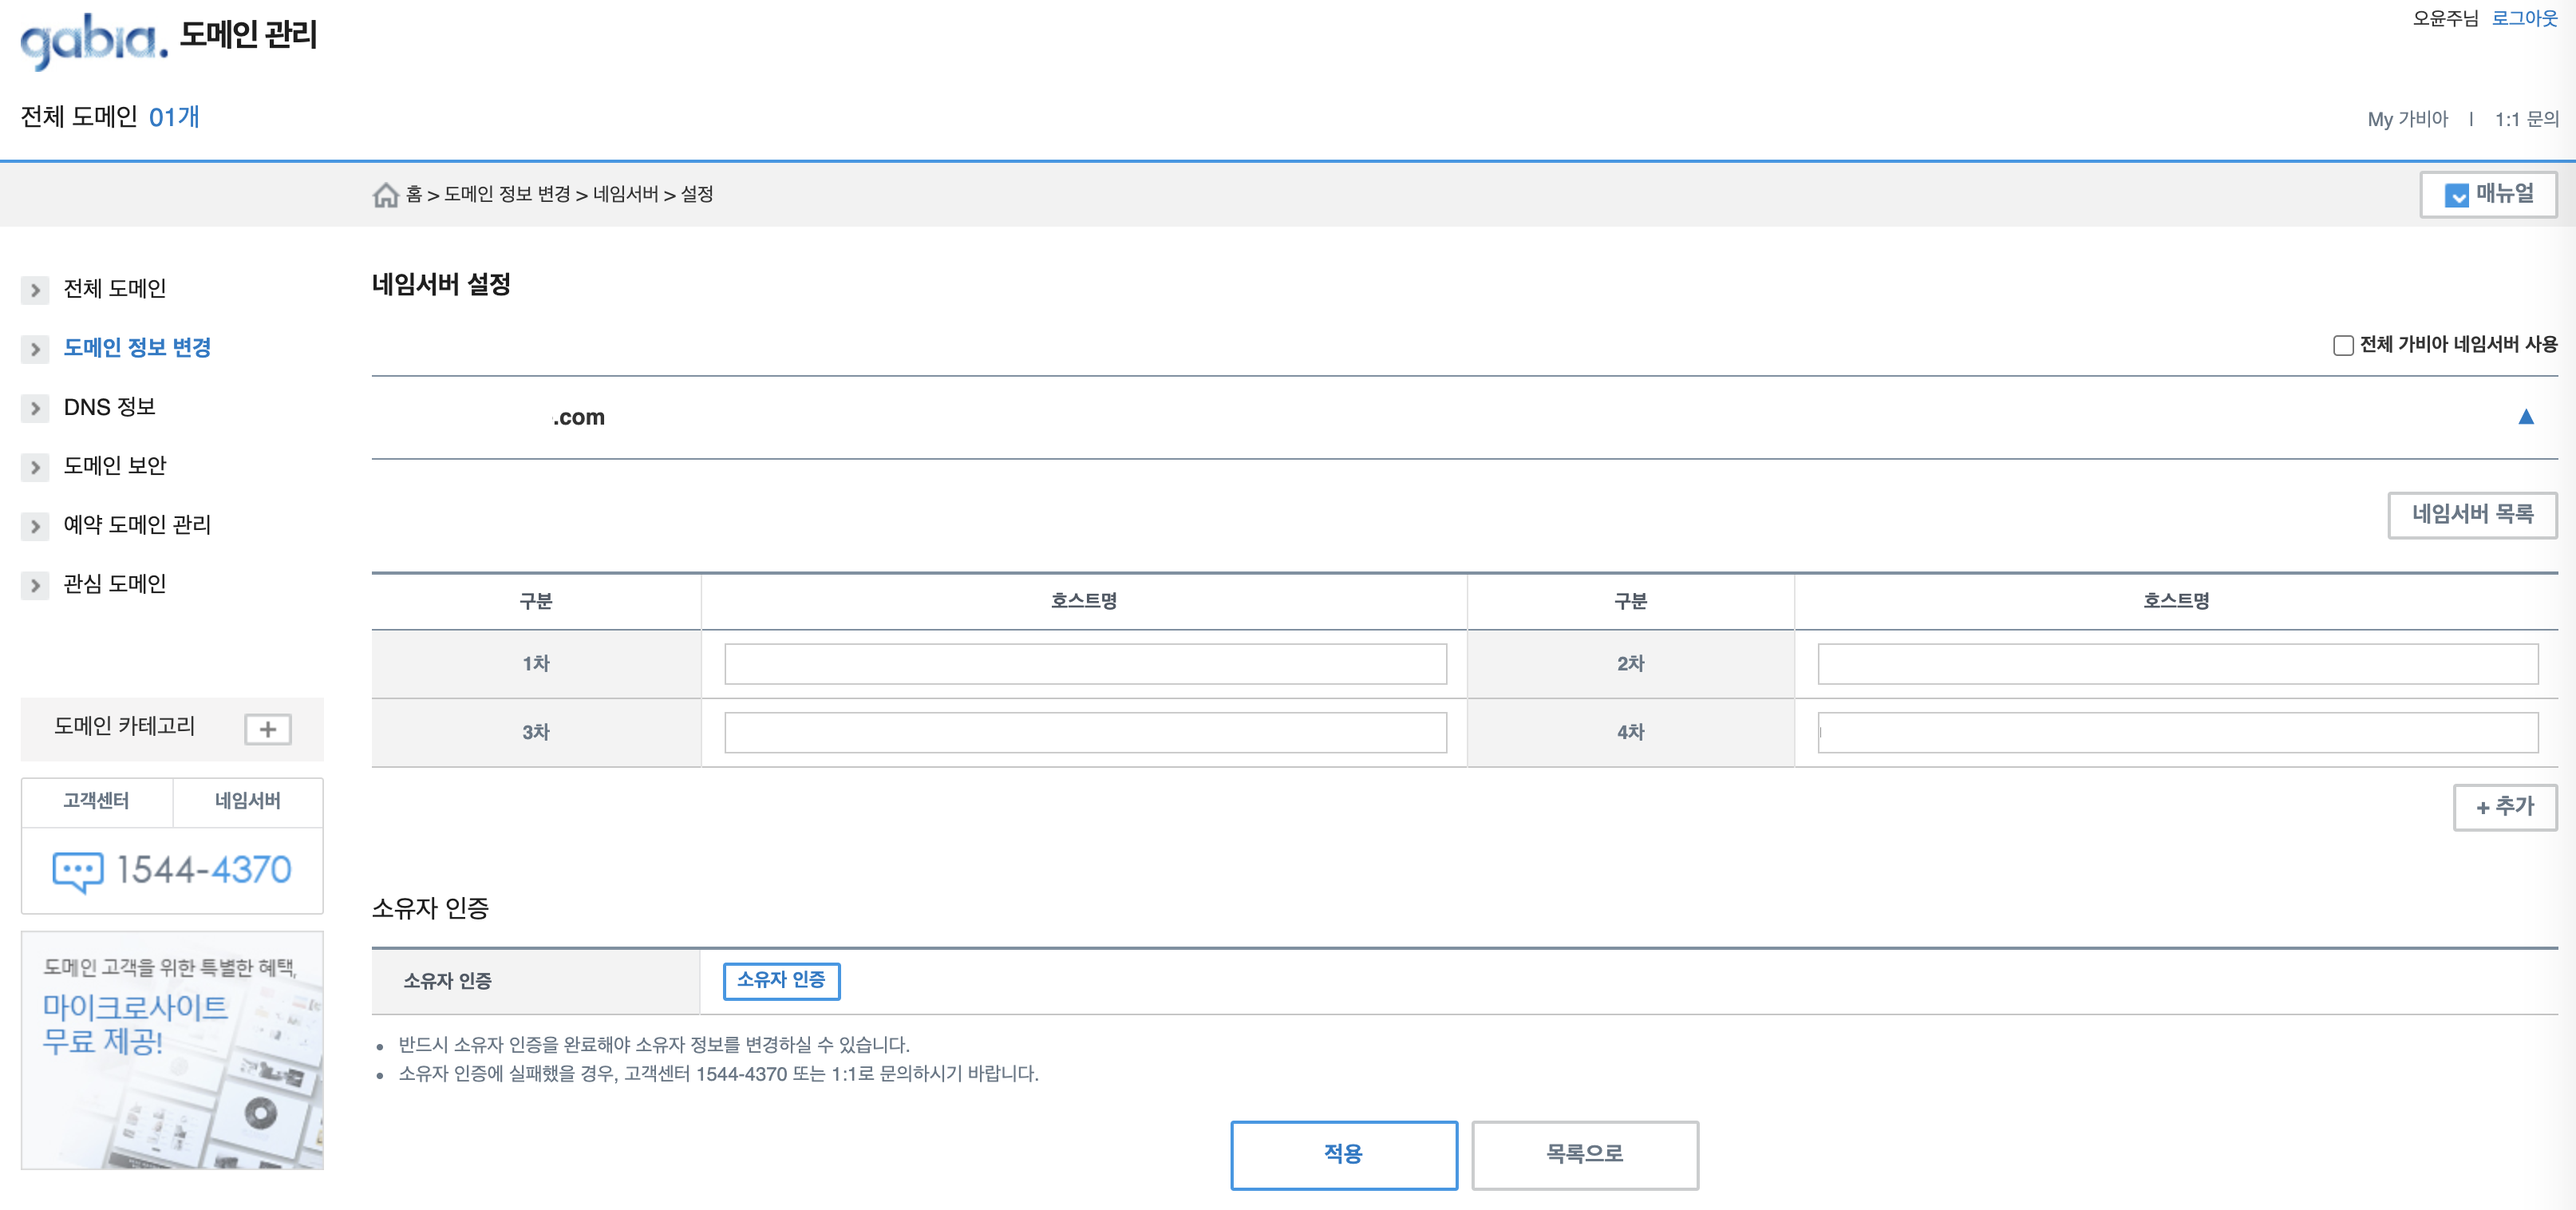 gabia. 도메인 관리
오윤주님 로그아웃
전체 도메인 01개
My 가비아 | 1:1 문의
홈 > 도메인 정보 변경 > 네임서버 > 설정
매뉴얼
전체 도메인
도메인 정보 변경
DNS 정보
도메인 보안
예약 도메인 관리
관심 도메인
도메인 카테고리 +
고객센터 네임서버
1544-4370
도메인 고객을 위한 특별한 혜택,
마이크로사이트
무료 제공!
네임서버 설정
전체 가비아 네임서버 사용
.com ▲
네임서버 목록
구분 호스트명 구분 호스트명
1차 2차
3차 4차
+ 추가
소유자 인증
소유자 인증 소유자 인증
• 반드시 소유자 인증을 완료해야 소유자 정보를 변경하실 수 있습니다.
• 소유자 인증에 실패했을 경우, 고객센터 1544-4370 또는 1:1로 문의하시기 바랍니다.
적용 목록으로